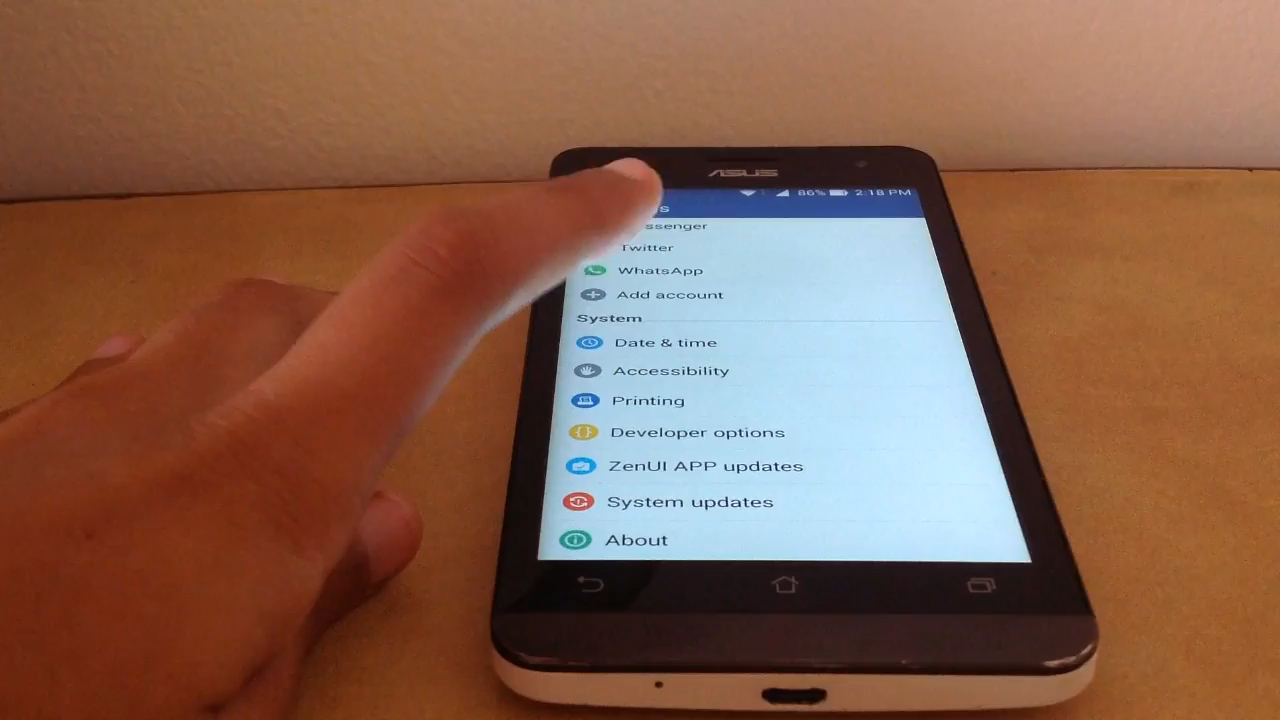 ASUS
86% 2:18 PM
Twitter
WhatsApp
Add account
System
Date & time
Accessibility
Printing
Developer options
ZenUI APP updates
System updates
About